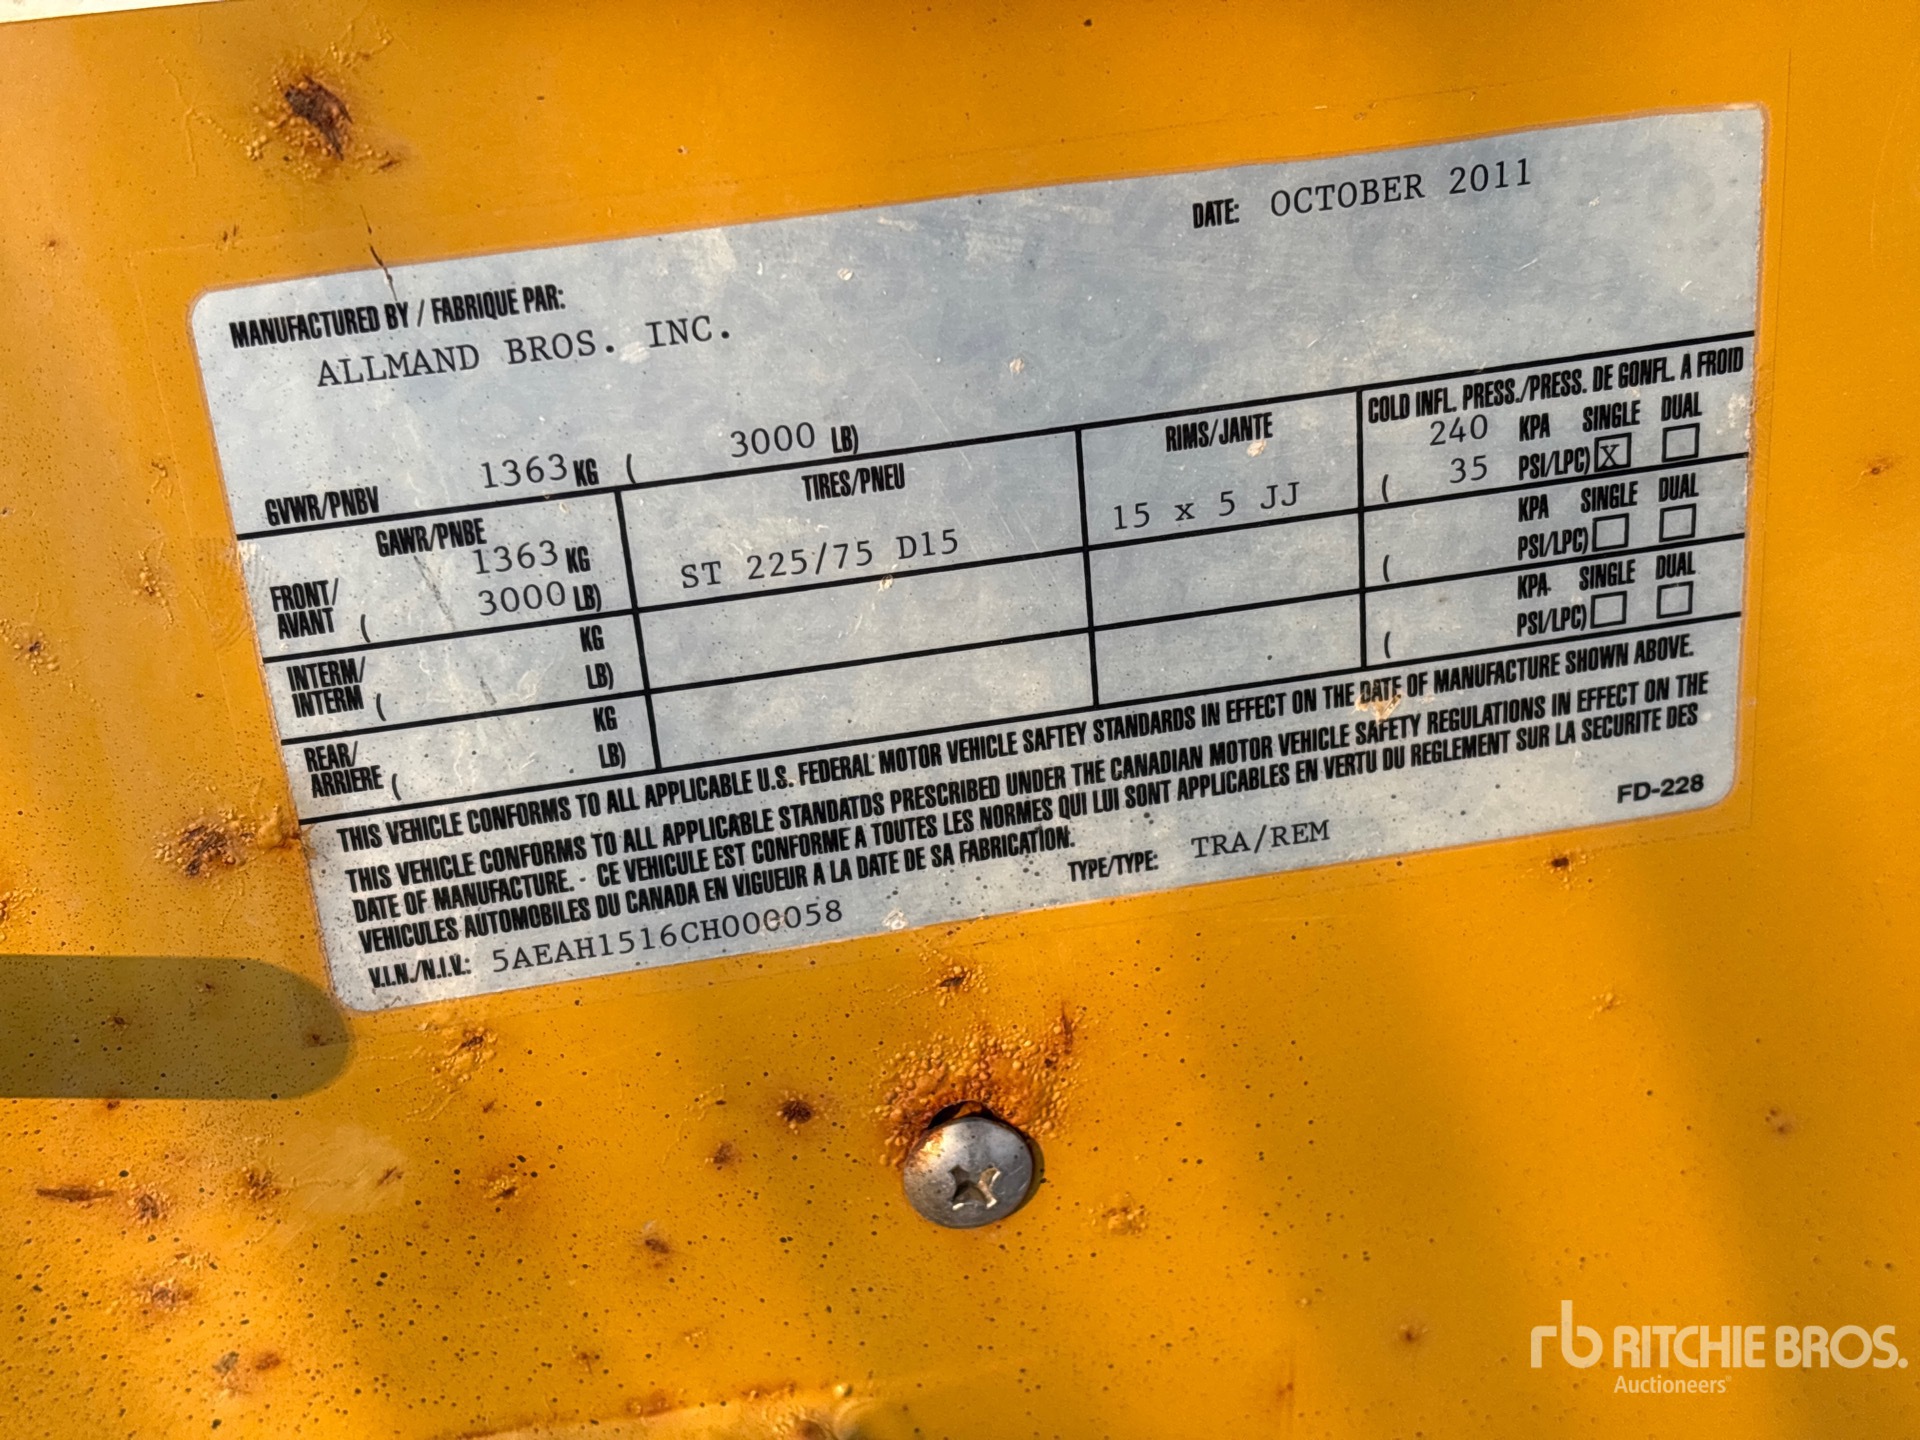 DATE: OCTOBER 2011
MANUFACTURED BY / FABRIQUE PAR:
ALLMAND BROS. INC.
GVWR/PNBV 1363 KG ( 3000 LB)
GAWR/PNBE TIRES/PNEU RIMS/JANTE COLD INFL. PRESS./PRESS. DE GONFL. A FROID
FRONT/ 1363 KG ST 225/75 D15 15 x 5 JJ 240 KPA SINGLE DUAL
AVANT ( 3000 LB) ( 35 PSI/LPC) X
INTERM/ KG KPA SINGLE DUAL
INTERM ( LB) ( PSI/LPC)
REAR/ KG KPA SINGLE DUAL
ARRIERE ( LB) ( PSI/LPC)
THIS VEHICLE CONFORMS TO ALL APPLICABLE U.S. FEDERAL MOTOR VEHICLE SAFTEY STANDARDS IN EFFECT ON THE DATE OF MANUFACTURE SHOWN ABOVE.
THIS VEHICLE CONFORMS TO ALL APPLICABLE STANDATDS PRESCRIBED UNDER THE CANADIAN MOTOR VEHICLE SAFETY REGULATIONS IN EFFECT ON THE
DATE OF MANUFACTURE. - CE VEHICULE EST CONFORME A TOUTES LES NORMES QUI LUI SONT APPLICABLES EN VERTU DU REGLEMENT SUR LA SECURITE DES
VEHICULES AUTOMOBILES DU CANADA EN VIGUEUR A LA DATE DE SA FABRICATION.
FD-228
V.I.N./N.I.V.: 5AEAH1516CH000058 TYPE/TYPE: TRA/REM
rb RITCHIE BROS.
Auctioneers